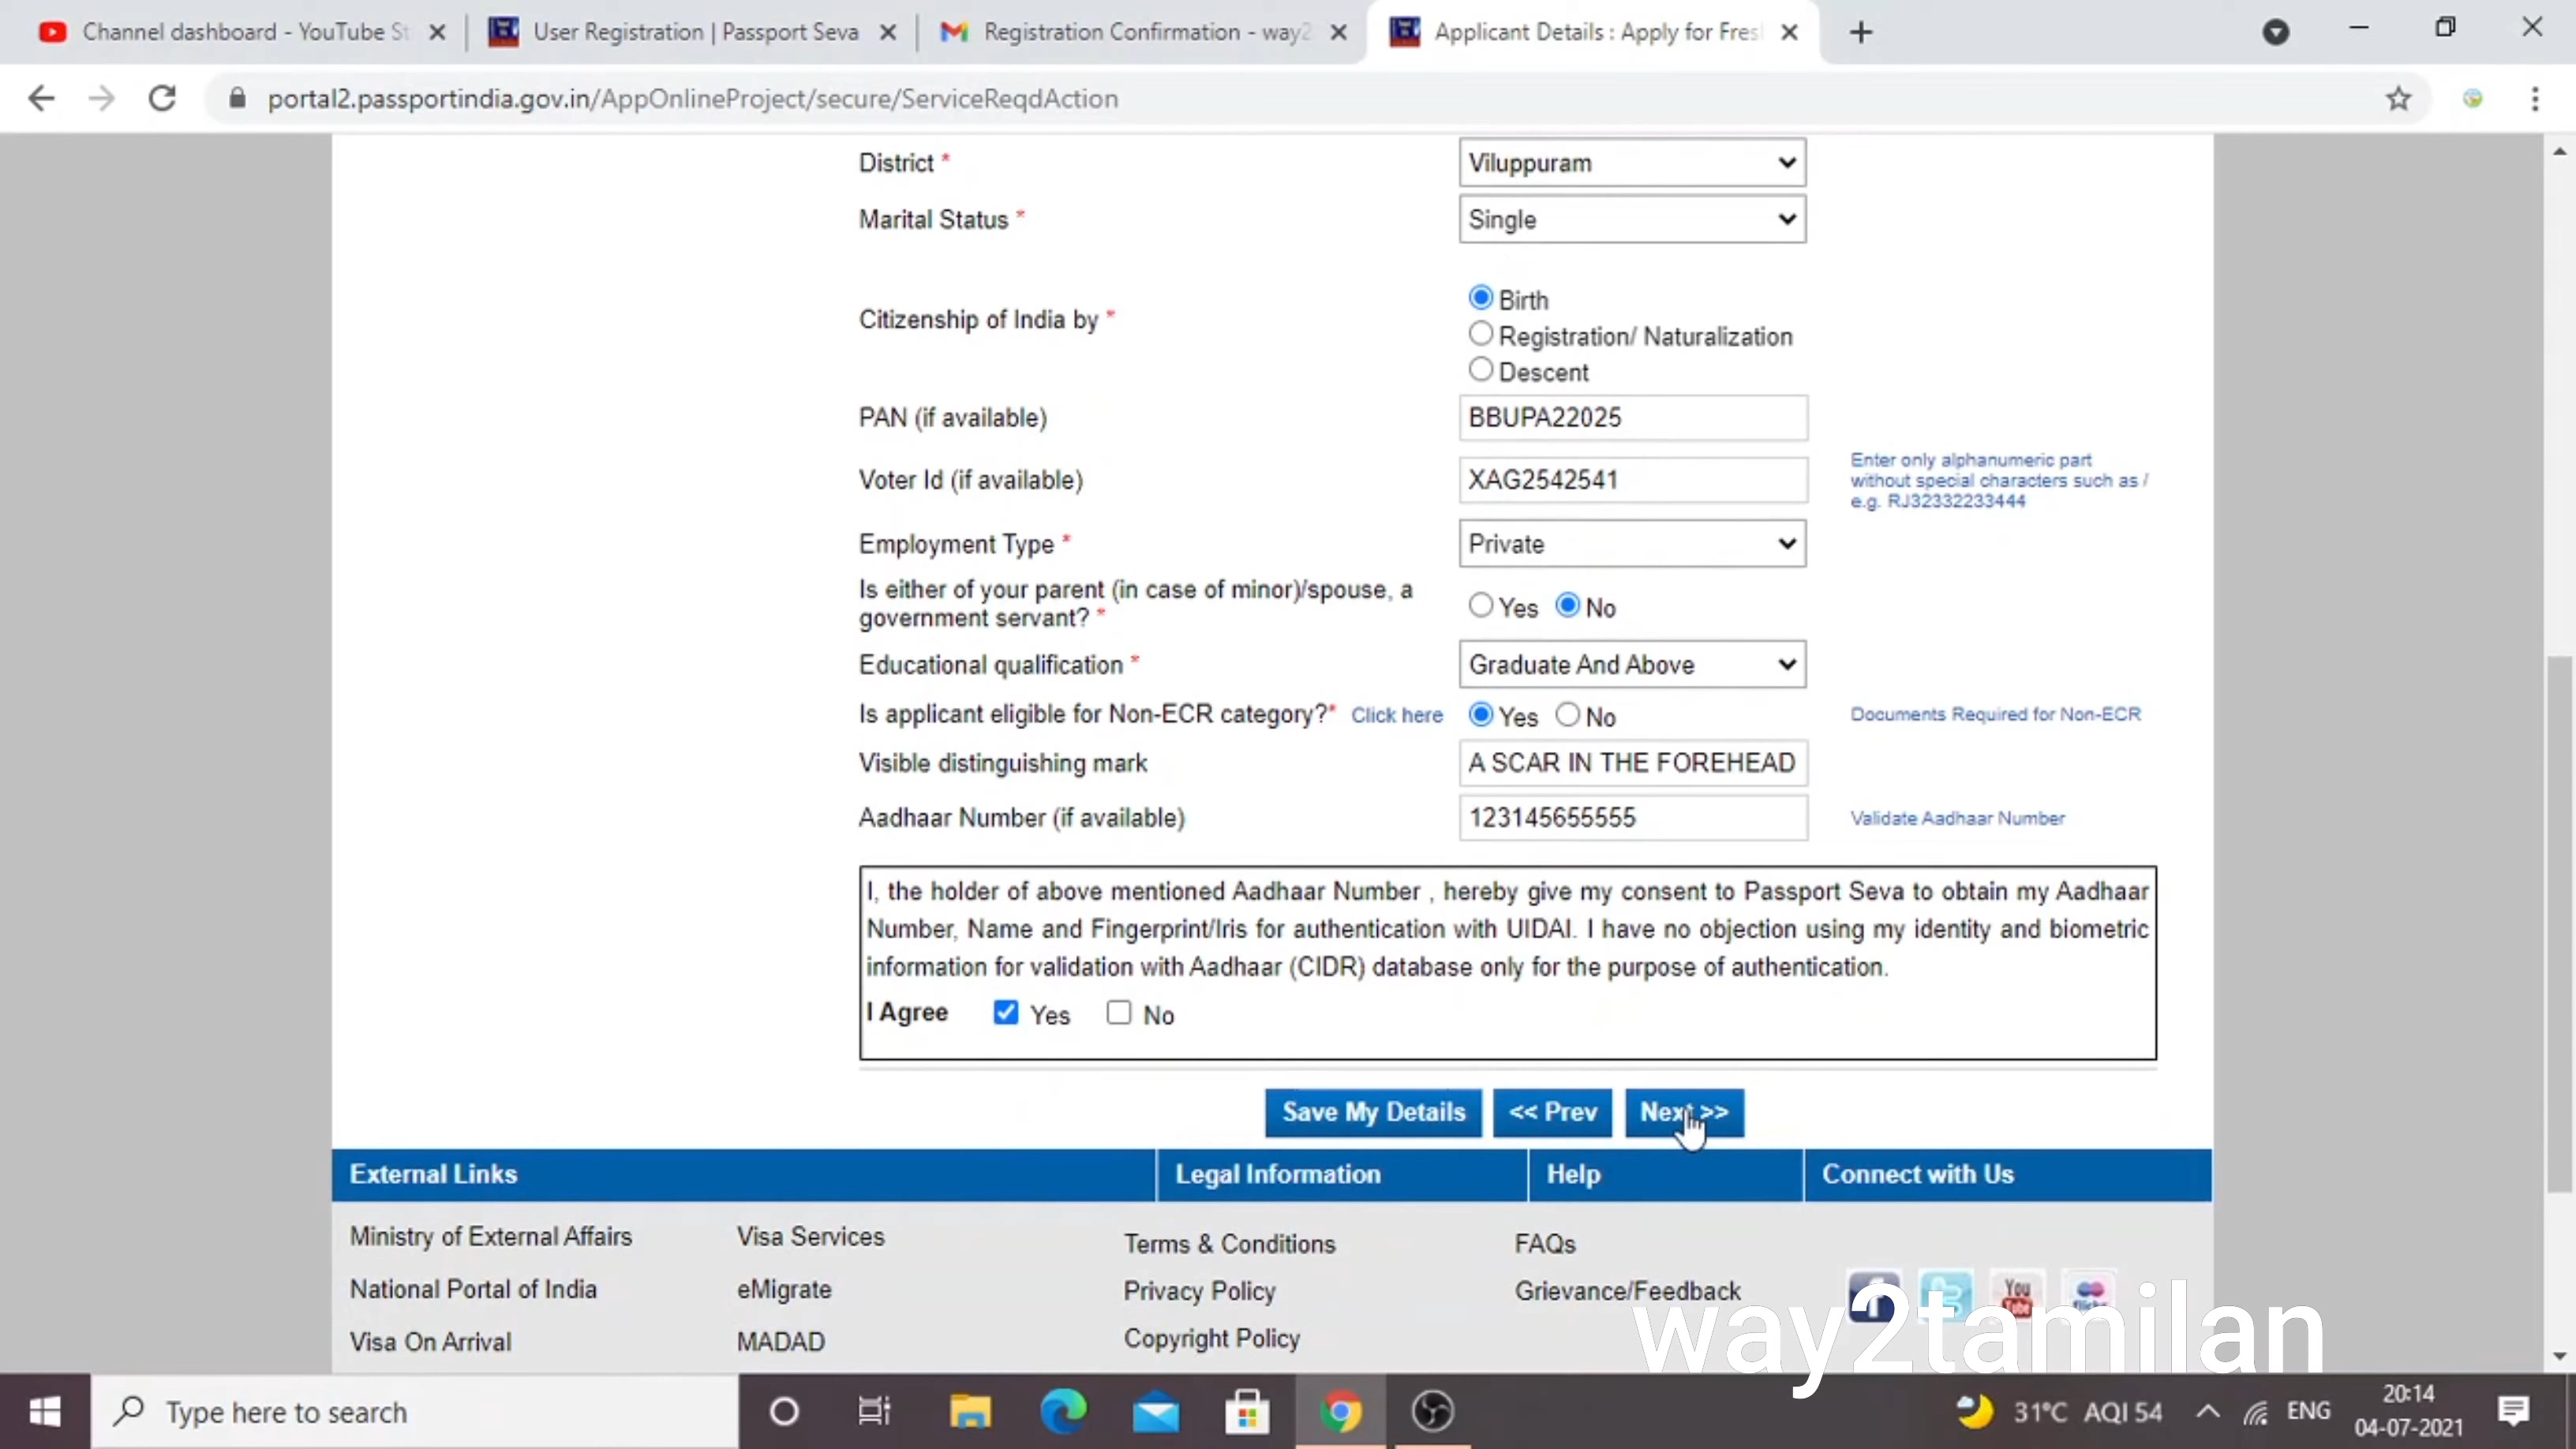 Channel dashboard - YouTube St
User Registration | Passport Seva
Registration Confirmation - way2
Applicant Details : Apply for Fres
portal2.passportindia.gov.in/AppOnlineProject/secure/ServiceReqdAction
District * Viluppuram
Marital Status * Single
Citizenship of India by *
Birth
Registration/ Naturalization
Descent
PAN (if available) BBUPA22025
Voter Id (if available) XAG2542541
Enter only alphanumeric part
without special characters such as /
e.g. RJ32332233444
Employment Type * Private
Is either of your parent (in case of minor)/spouse, a
government servant? * Yes No
Educational qualification * Graduate And Above
Is applicant eligible for Non-ECR category?* Click here Yes No Documents Required for Non-ECR
Visible distinguishing mark A SCAR IN THE FOREHEAD
Aadhaar Number (if available) 123145655555 Validate Aadhaar Number
I, the holder of above mentioned Aadhaar Number , hereby give my consent to Passport Seva to obtain my Aadhaar
Number, Name and Fingerprint/Iris for authentication with UIDAI. I have no objection using my identity and biometric
information for validation with Aadhaar (CIDR) database only for the purpose of authentication.
I Agree Yes No
Save My Details << Prev Next >>
External Links Legal Information Help Connect with Us
Ministry of External Affairs Visa Services Terms & Conditions FAQs
National Portal of India eMigrate Privacy Policy Grievance/Feedback
Visa On Arrival MADAD Copyright Policy
You
way2tamilan
Type here to search
31°C AQI 54 ENG
20:14
04-07-2021